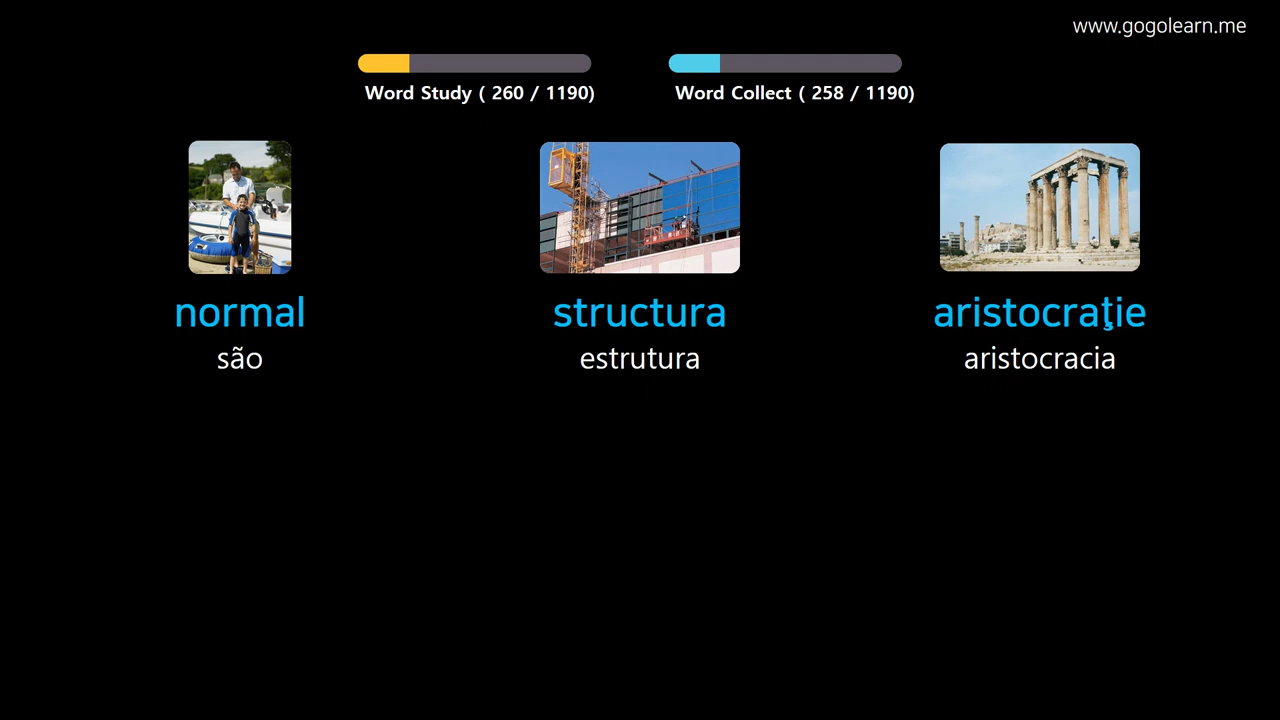 www.gogolearn.me
Word Study ( 260 / 1190)
Word Collect ( 258 / 1190)
normal
são
structura
estrutura
aristocraţie
aristocracia